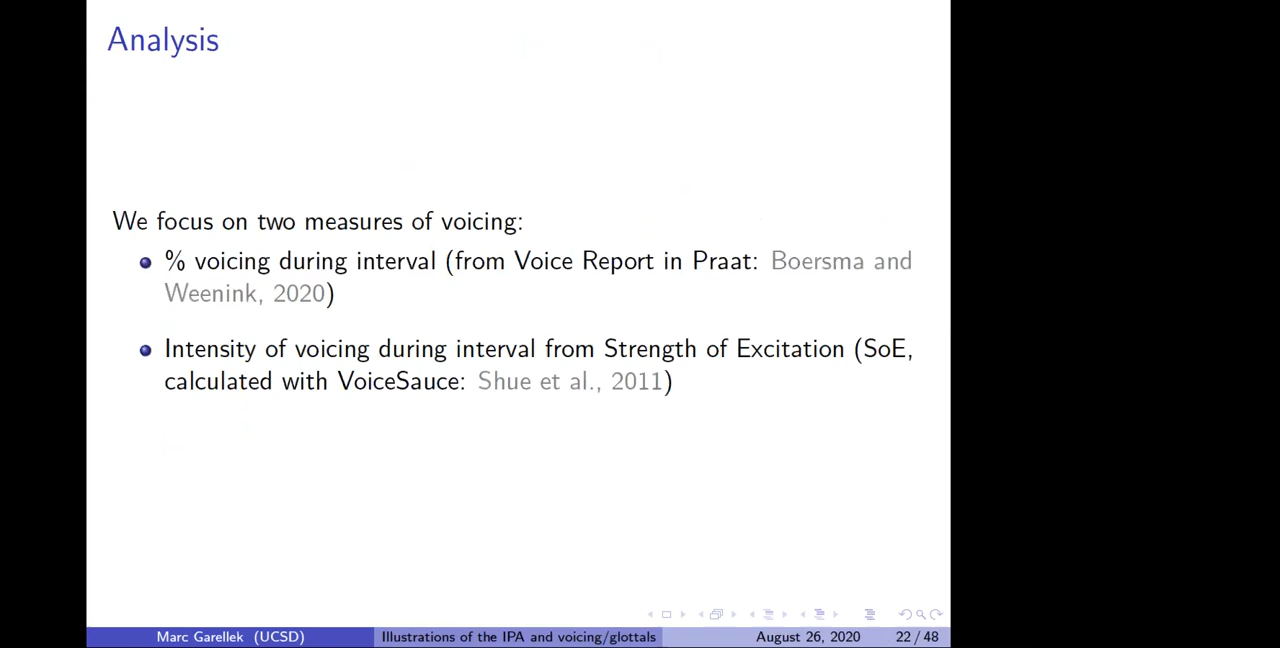 Analysis
We focus on two measures of voicing:
% voicing during interval (from Voice Report in Praat: Boersma and
Weenink, 2020)
Intensity of voicing during interval from Strength of Excitation (SoE,
calculated with VoiceSauce: Shue et al., 2011)
Marc Garellek (UCSD) Illustrations of the IPA and voicing/glottals August 26, 2020 22 / 48